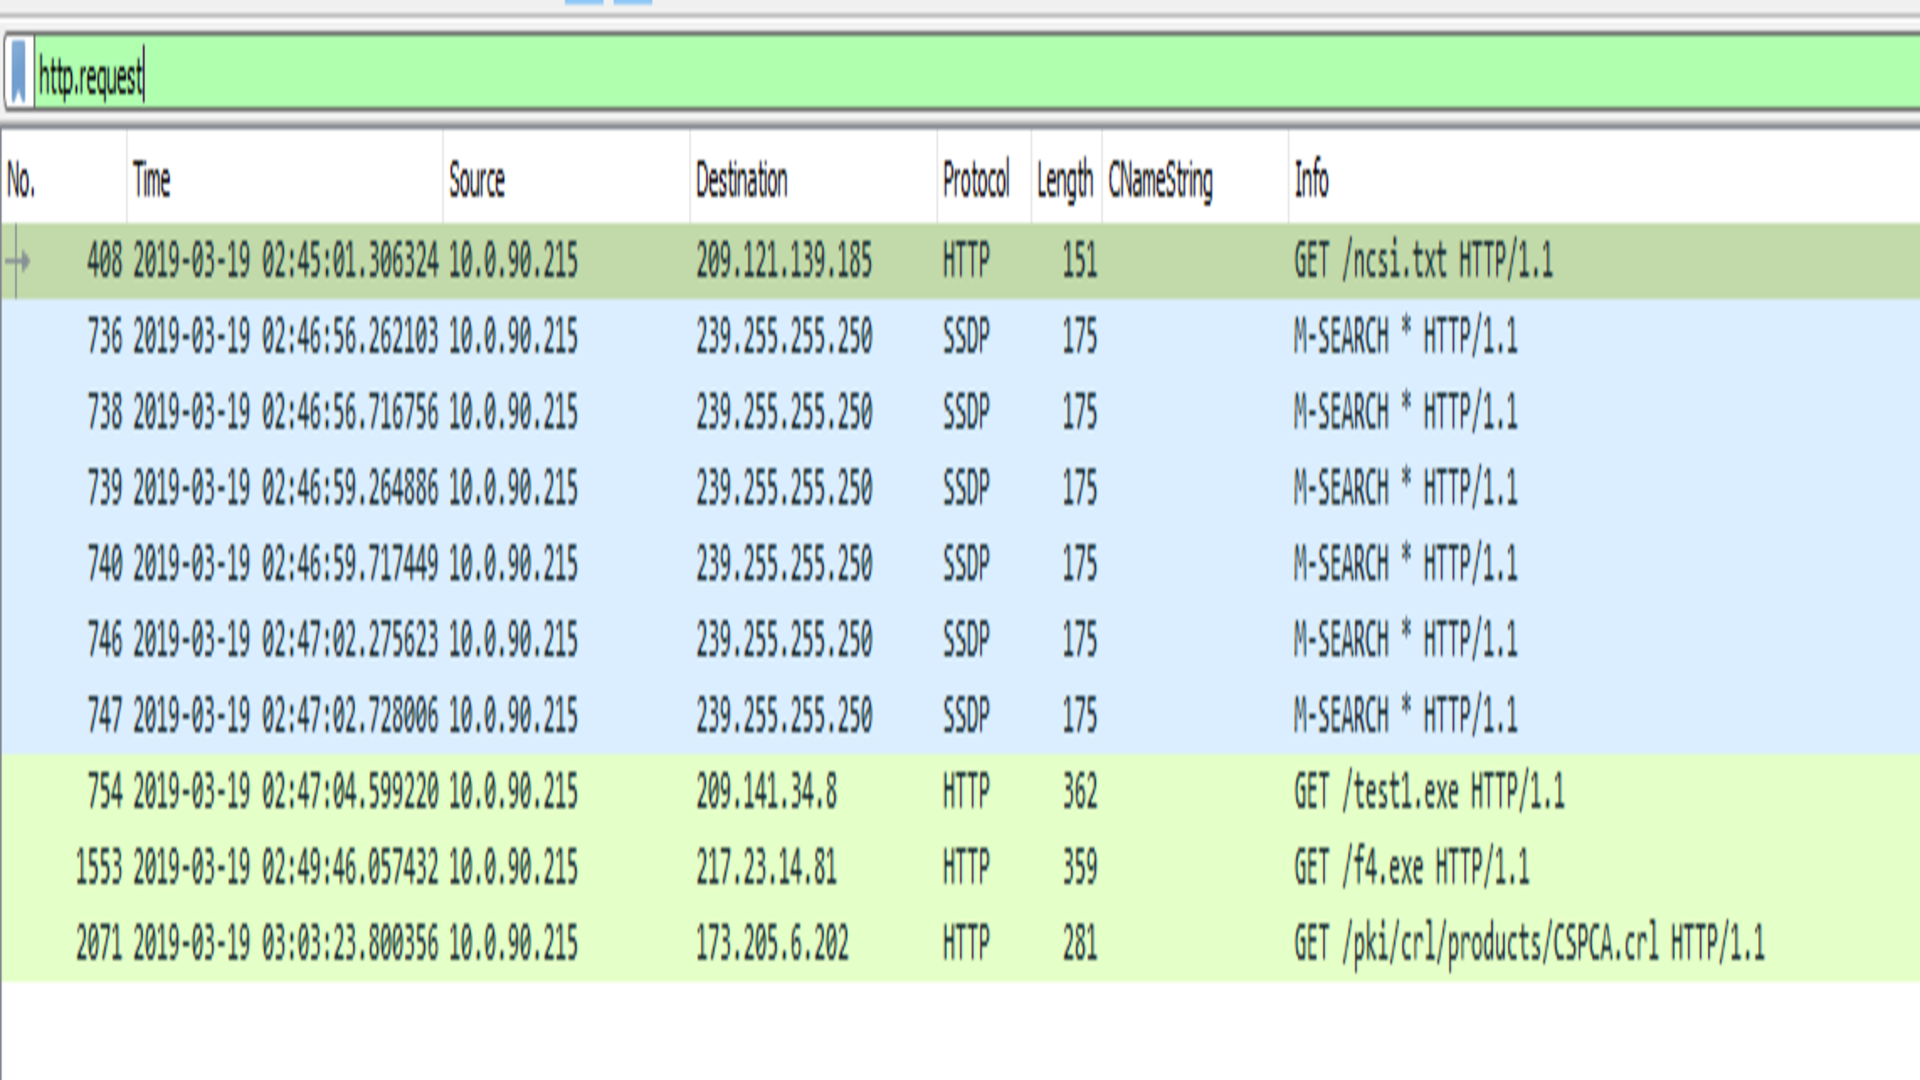 http.request
No. Time Source Destination Protocol Length CNameString Info
408 2019-03-19 02:45:01.306324 10.0.90.215 209.121.139.185 HTTP 151 GET /ncsi.txt HTTP/1.1
736 2019-03-19 02:46:56.262103 10.0.90.215 239.255.255.250 SSDP 175 M-SEARCH * HTTP/1.1
738 2019-03-19 02:46:56.716756 10.0.90.215 239.255.255.250 SSDP 175 M-SEARCH * HTTP/1.1
739 2019-03-19 02:46:59.264886 10.0.90.215 239.255.255.250 SSDP 175 M-SEARCH * HTTP/1.1
740 2019-03-19 02:46:59.717449 10.0.90.215 239.255.255.250 SSDP 175 M-SEARCH * HTTP/1.1
746 2019-03-19 02:47:02.275623 10.0.90.215 239.255.255.250 SSDP 175 M-SEARCH * HTTP/1.1
747 2019-03-19 02:47:02.728006 10.0.90.215 239.255.255.250 SSDP 175 M-SEARCH * HTTP/1.1
754 2019-03-19 02:47:04.599220 10.0.90.215 209.141.34.8 HTTP 362 GET /test1.exe HTTP/1.1
1553 2019-03-19 02:49:46.057432 10.0.90.215 217.23.14.81 HTTP 359 GET /f4.exe HTTP/1.1
2071 2019-03-19 03:03:23.800356 10.0.90.215 173.205.6.202 HTTP 281 GET /pki/crl/products/CSPCA.crl HTTP/1.1